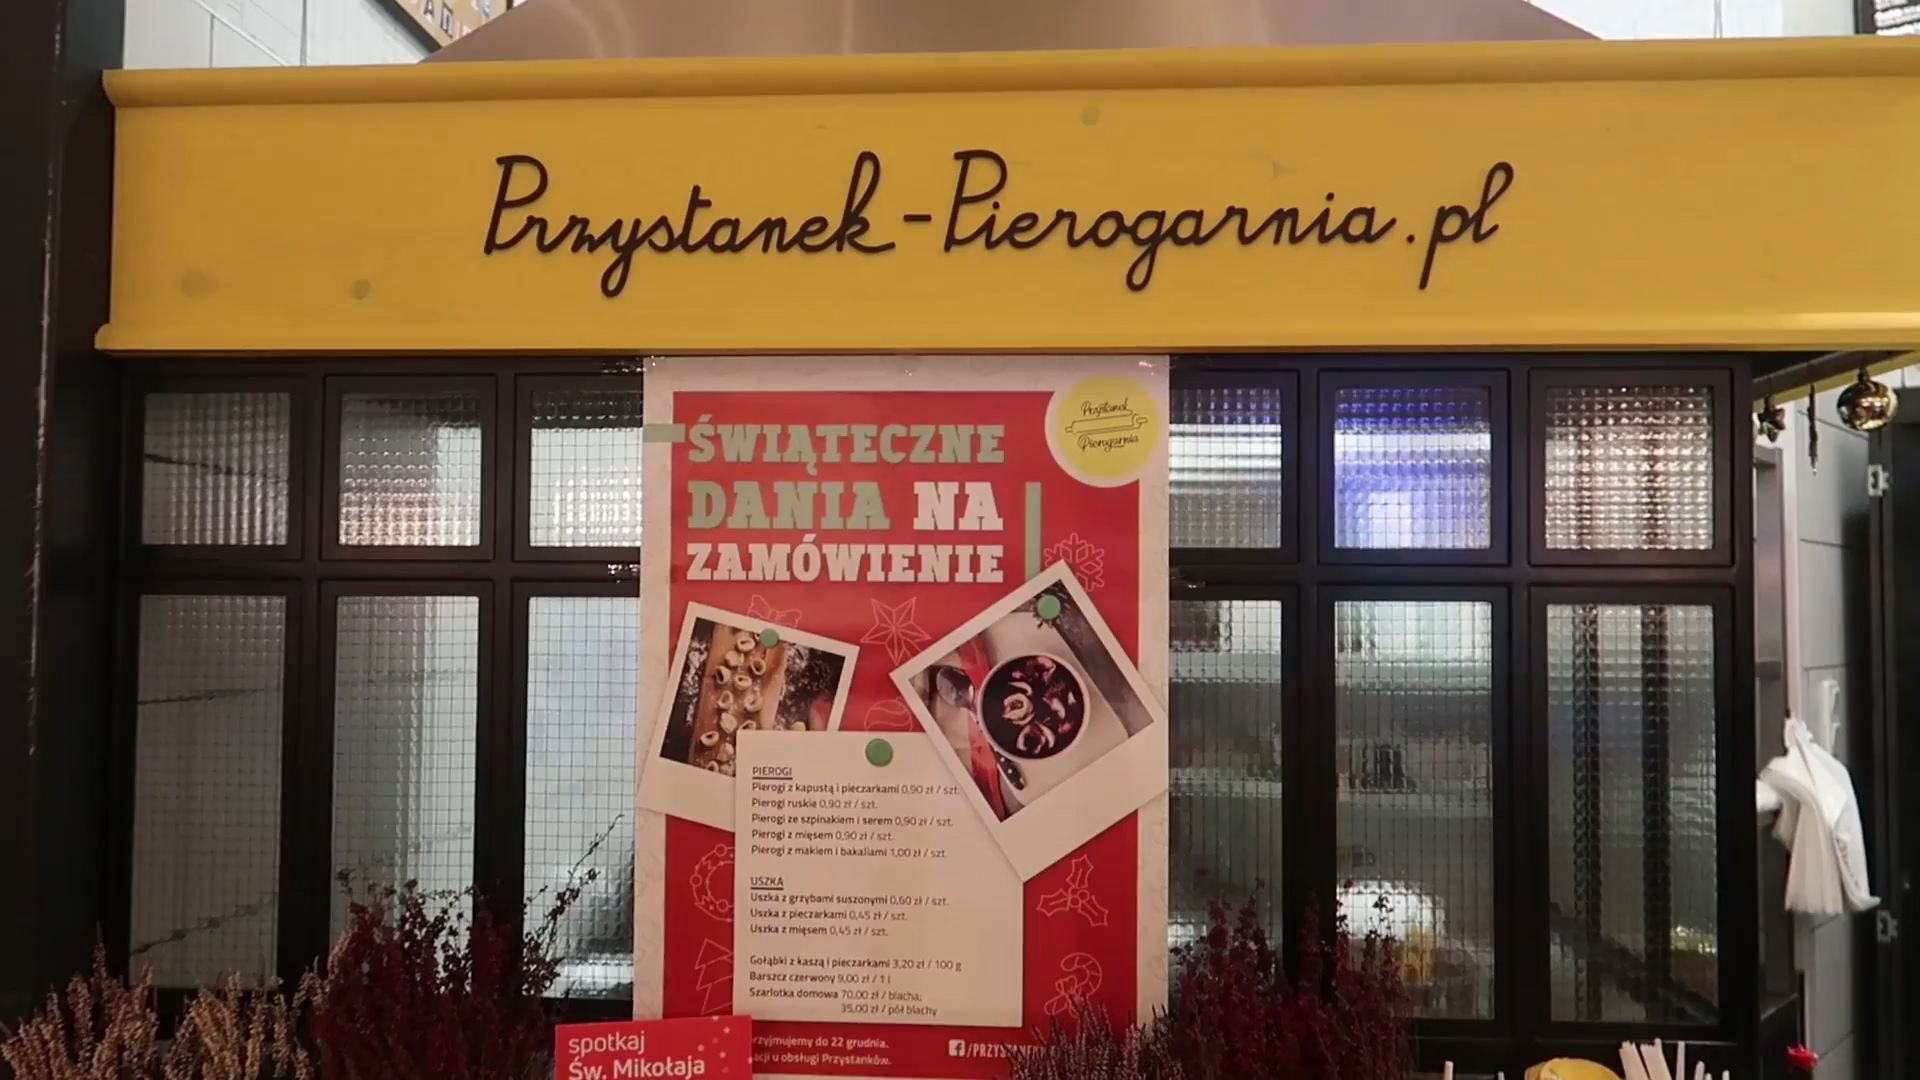 Przystanek-Pierogarnia.pl
Przystanek
Pierogarnia
ŚWIĄTECZNE
DANIA NA
ZAMÓWIENIE
PIEROGI
Pierogi z kapustą i pieczarkami 0,90 zł / szt.
Pierogi ruskie 0,90 zł / szt.
Pierogi ze szpinakiem i serem 0,90 zł / szt.
Pierogi z mięsem 0,90 zł / szt.
Pierogi z makiem i bakaliami 1,00 zł / szt.
USZKA
Uszka z grzybami suszonymi 0,60 zł / szt.
Uszka z pieczarkami 0,45 zł / szt.
Uszka z mięsem 0,45 zł / szt.
Gołąbki z kaszą i pieczarkami 3,20 zł / 100 g
Barszcz czerwony 9,00 zł / 1 l
Szarlotka domowa 70,00 zł / blacha;
35,00 zł / pół blachy
rzyjmujemy do 22 grudnia.
acji u obsługi Przystanków.
spotkaj
Św. Mikołaja